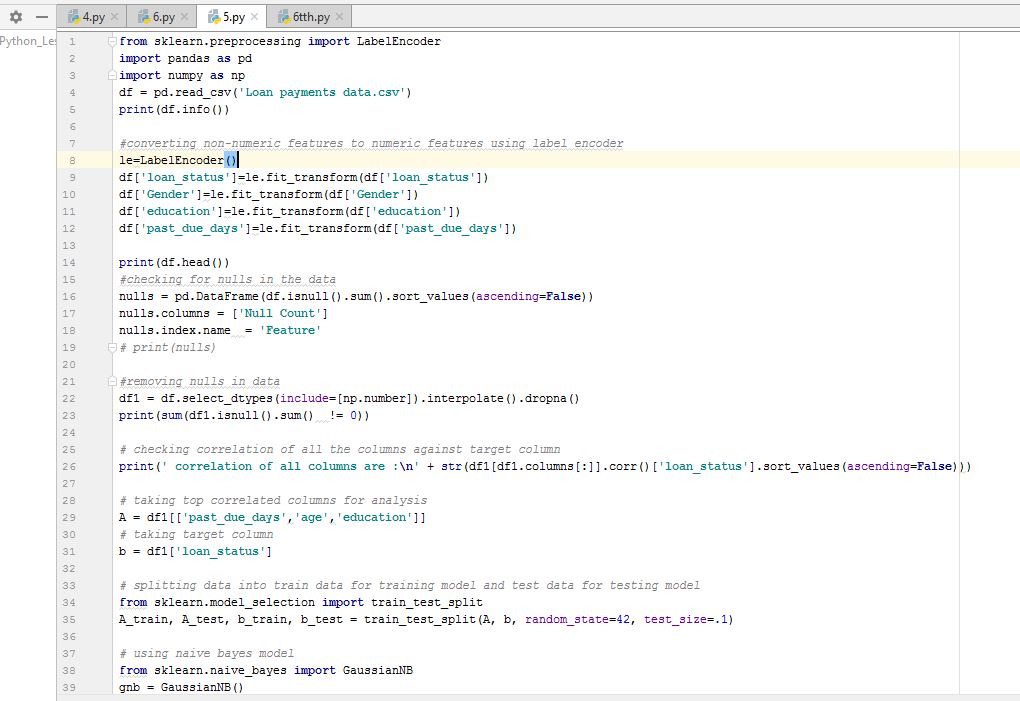 4.py 6.py 5.py 6tth.py
Python_Les
1 from sklearn.preprocessing import LabelEncoder
2 import pandas as pd
3 import numpy as np
4 df = pd.read_csv('Loan payments data.csv')
5 print(df.info())
6
7 #converting non-numeric features to numeric features using label encoder
8 le=LabelEncoder()
9 df['loan_status']=le.fit_transform(df['loan_status'])
10 df['Gender']=le.fit_transform(df['Gender'])
11 df['education']=le.fit_transform(df['education'])
12 df['past_due_days']=le.fit_transform(df['past_due_days'])
13
14 print(df.head())
15 #checking for nulls in the data
16 nulls = pd.DataFrame(df.isnull().sum().sort_values(ascending=False))
17 nulls.columns = ['Null Count']
18 nulls.index.name  = 'Feature'
19 # print(nulls)
20
21 #removing nulls in data
22 df1 = df.select_dtypes(include=[np.number]).interpolate().dropna()
23 print(sum(df1.isnull().sum()  != 0))
24
25 # checking correlation of all the columns against target column
26 print(' correlation of all columns are :\n' + str(df1[df1.columns[:]].corr()['loan_status'].sort_values(ascending=False)))
27
28 # taking top correlated columns for analysis
29 A = df1[['past_due_days','age','education']]
30 # taking target column
31 b = df1['loan_status']
32
33 # splitting data into train data for training model and test data for testing model
34 from sklearn.model_selection import train_test_split
35 A_train, A_test, b_train, b_test = train_test_split(A, b, random_state=42, test_size=.1)
36
37 # using naive bayes model
38 from sklearn.naive_bayes import GaussianNB
39 gnb = GaussianNB()